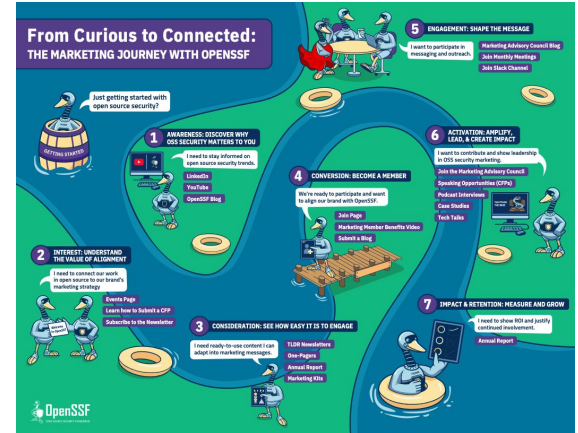 From Curious to Connected:
THE MARKETING JOURNEY WITH OPENSSF
Just getting started with
open source security?
GETTING STARTED
1
AWARENESS: DISCOVER WHY
OSS SECURITY MATTERS TO YOU
I need to stay informed on
open source security trends.
LinkedIn
YouTube
OpenSSF Blog
2
INTEREST: UNDERSTAND
THE VALUE OF ALIGNMENT
I need to connect our work
in open source to our brand's
marketing strategy
Events Page
Learn how to Submit a CFP
Subscribe to the Newsletter
3
CONSIDERATION: SEE HOW EASY IT IS TO ENGAGE
I need ready-to-use content I can
adapt into marketing messages.
TLDR Newsletters
One-Pagers
Annual Report
Marketing Kits
4
CONVERSION: BECOME A MEMBER
We're ready to participate and want
to align our brand with OpenSSF.
Join Page
Marketing Member Benefits Video
Submit a Blog
5
ENGAGEMENT: SHAPE THE MESSAGE
I want to participate in
messaging and outreach.
Marketing Advisory Council Blog
Join Monthly Meetings
Join Slack Channel
6
ACTIVATION: AMPLIFY,
LEAD, & CREATE IMPACT
I want to contribute and show leadership
in OSS security marketing.
Join the Marketing Advisory Council
Speaking Opportunities (CFPs)
Podcast Interviews
Case Studies
Tech Talks
7
IMPACT & RETENTION: MEASURE AND GROW
I need to show ROI and justify
continued involvement.
Annual Report
OpenSSF
OPEN SOURCE SECURITY FOUNDATION